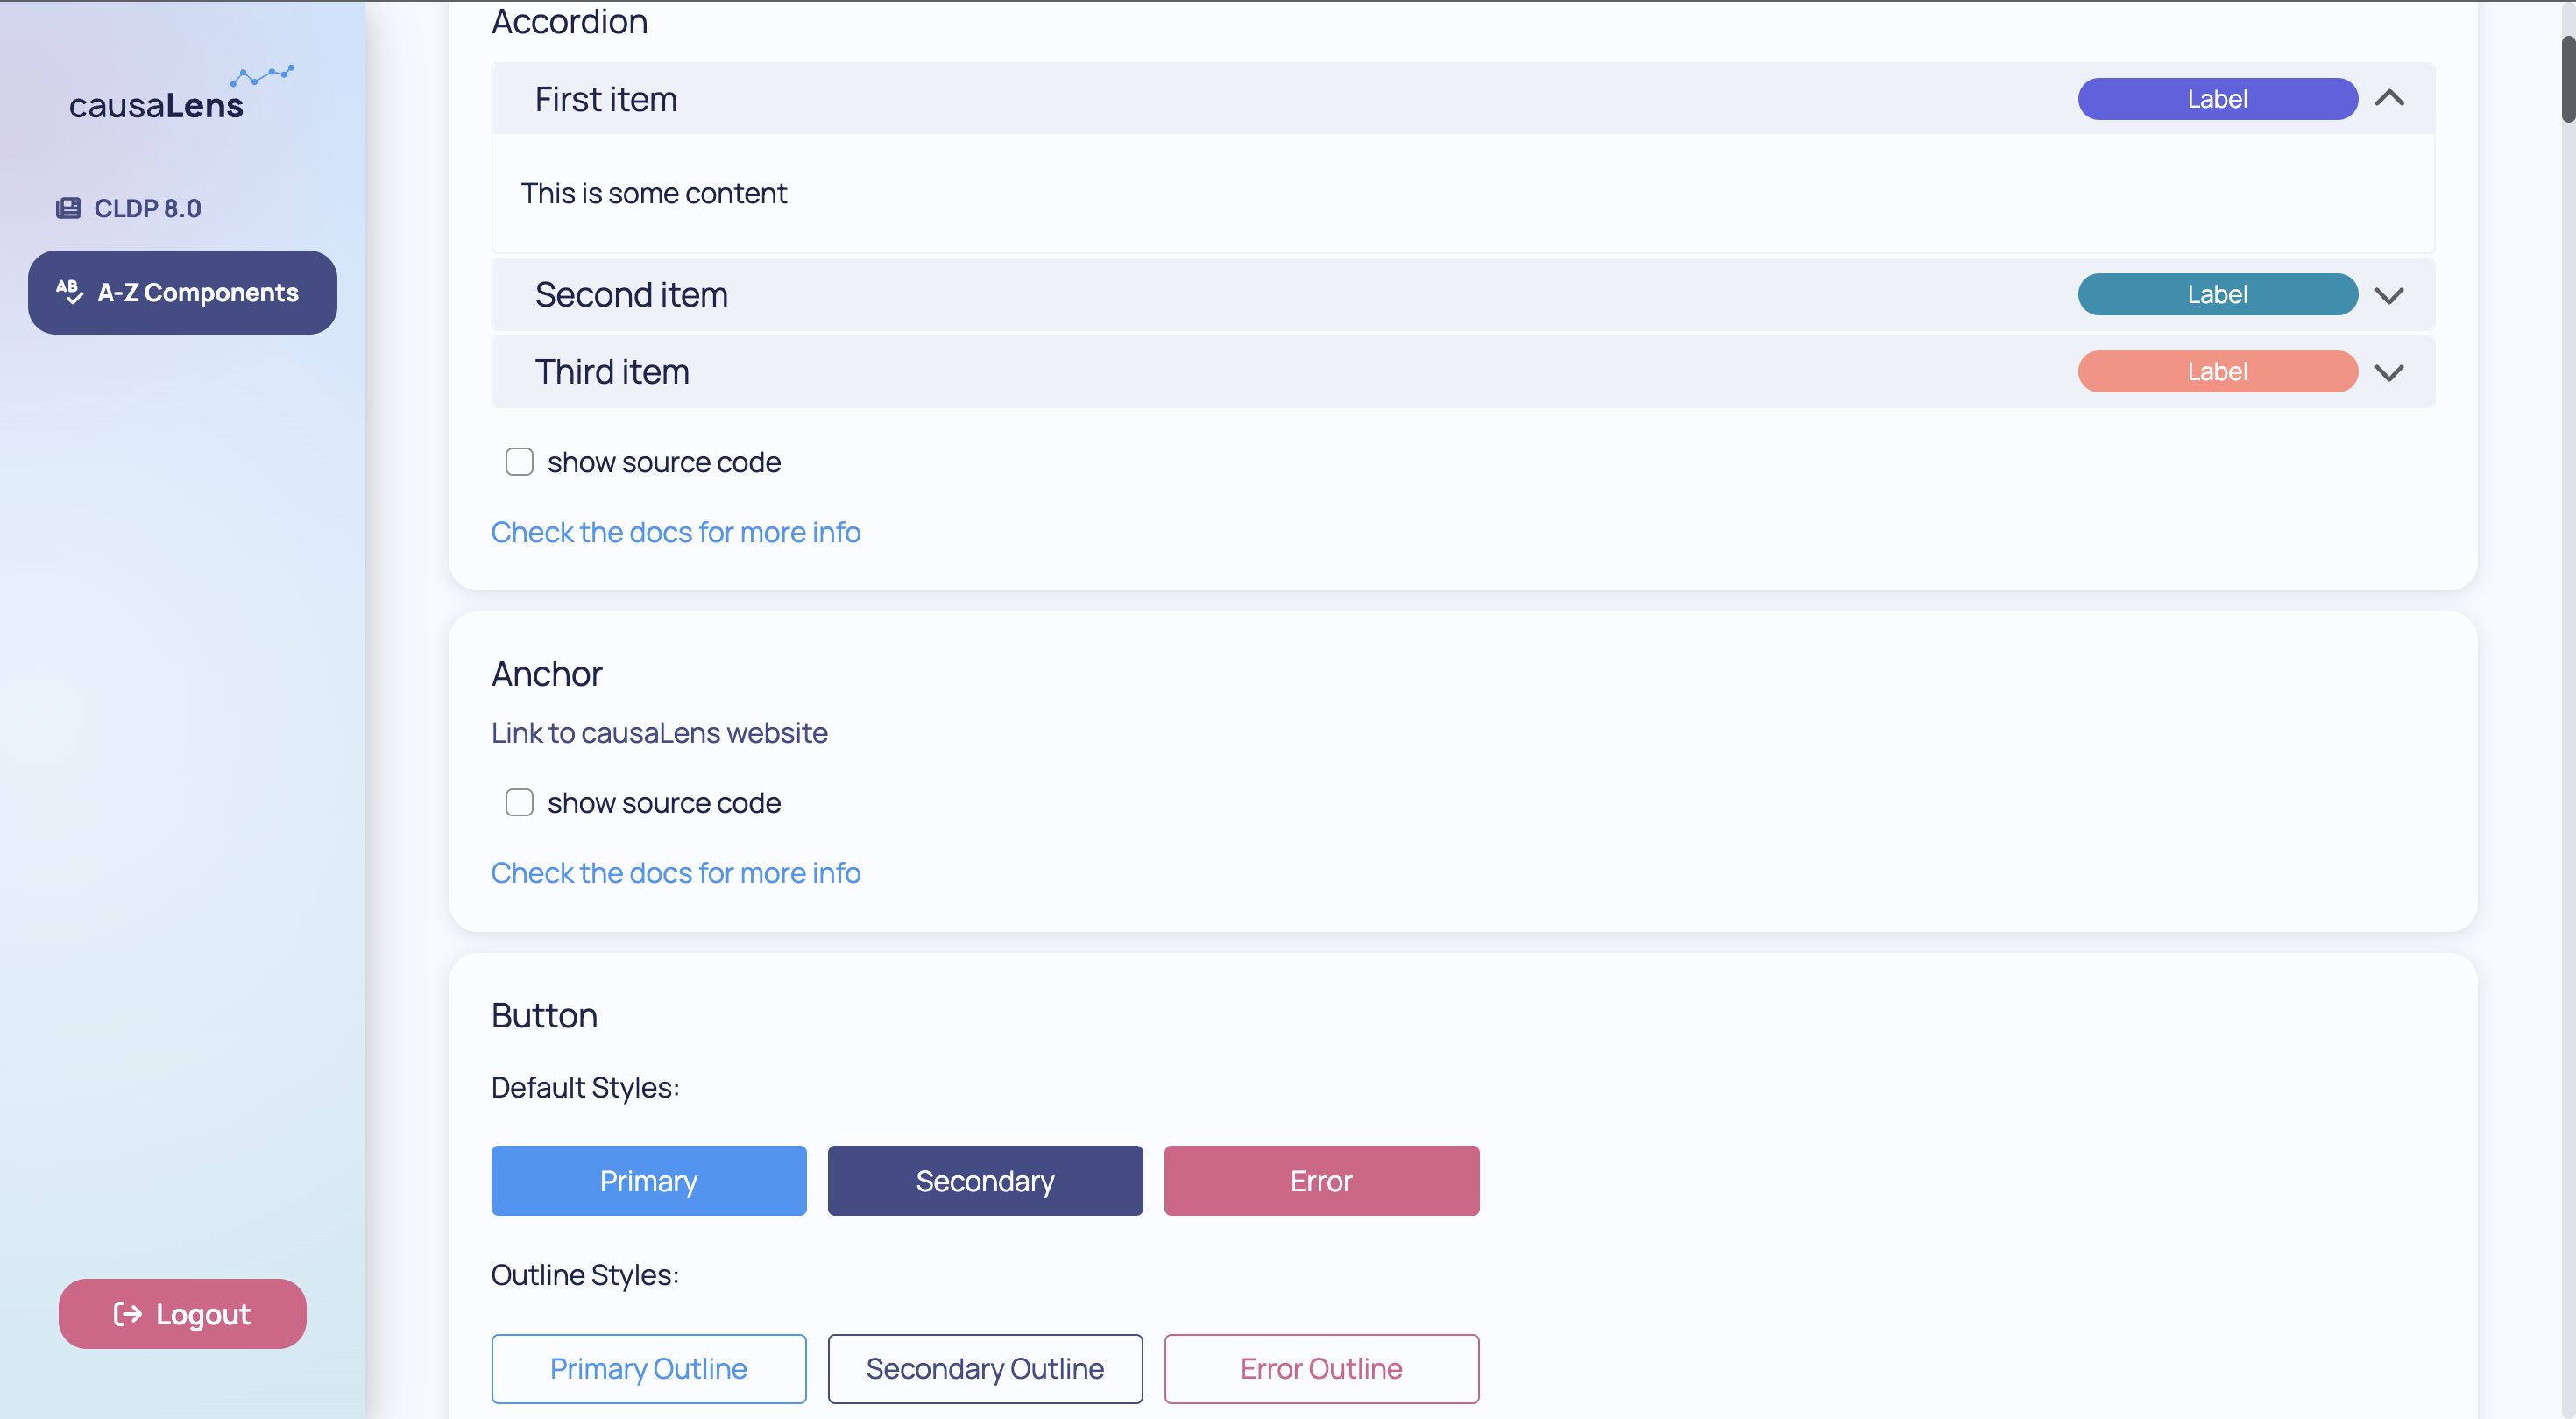 causaLens
CLDP 8.0
AB A-Z Components
Logout
Accordion
First item Label
This is some content
Second item Label
Third item Label
show source code
Check the docs for more info
Anchor
Link to causaLens website
show source code
Check the docs for more info
Button
Default Styles:
Primary Secondary Error
Outline Styles:
Primary Outline Secondary Outline Error Outline